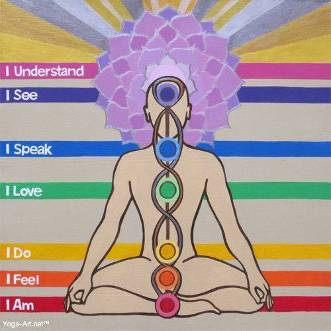 I Understand
I See
I Speak
I Love
I Do
I Feel
I Am
Yoga-Art.net™